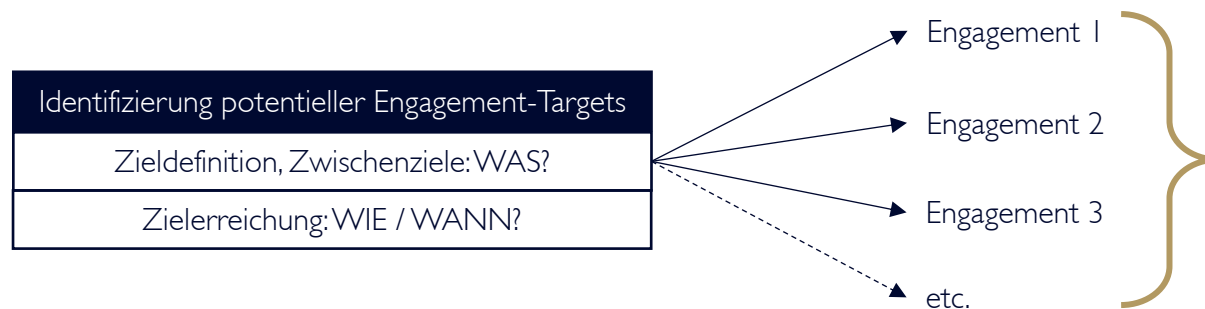 Identifizierung potentieller Engagement-Targets
Zieldefinition, Zwischenziele: WAS?
Zielerreichung: WIE / WANN?
Engagement 1
Engagement 2
Engagement 3
etc.